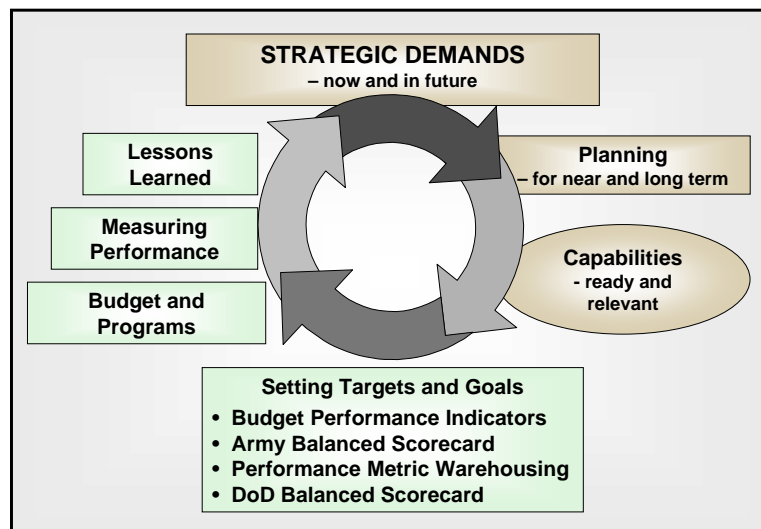 STRATEGIC DEMANDS
– now and in future
Planning
– for near and long term
Capabilities
- ready and
relevant
Setting Targets and Goals
• Budget Performance Indicators
• Army Balanced Scorecard
• Performance Metric Warehousing
• DoD Balanced Scorecard
Budget and
Programs
Measuring
Performance
Lessons
Learned